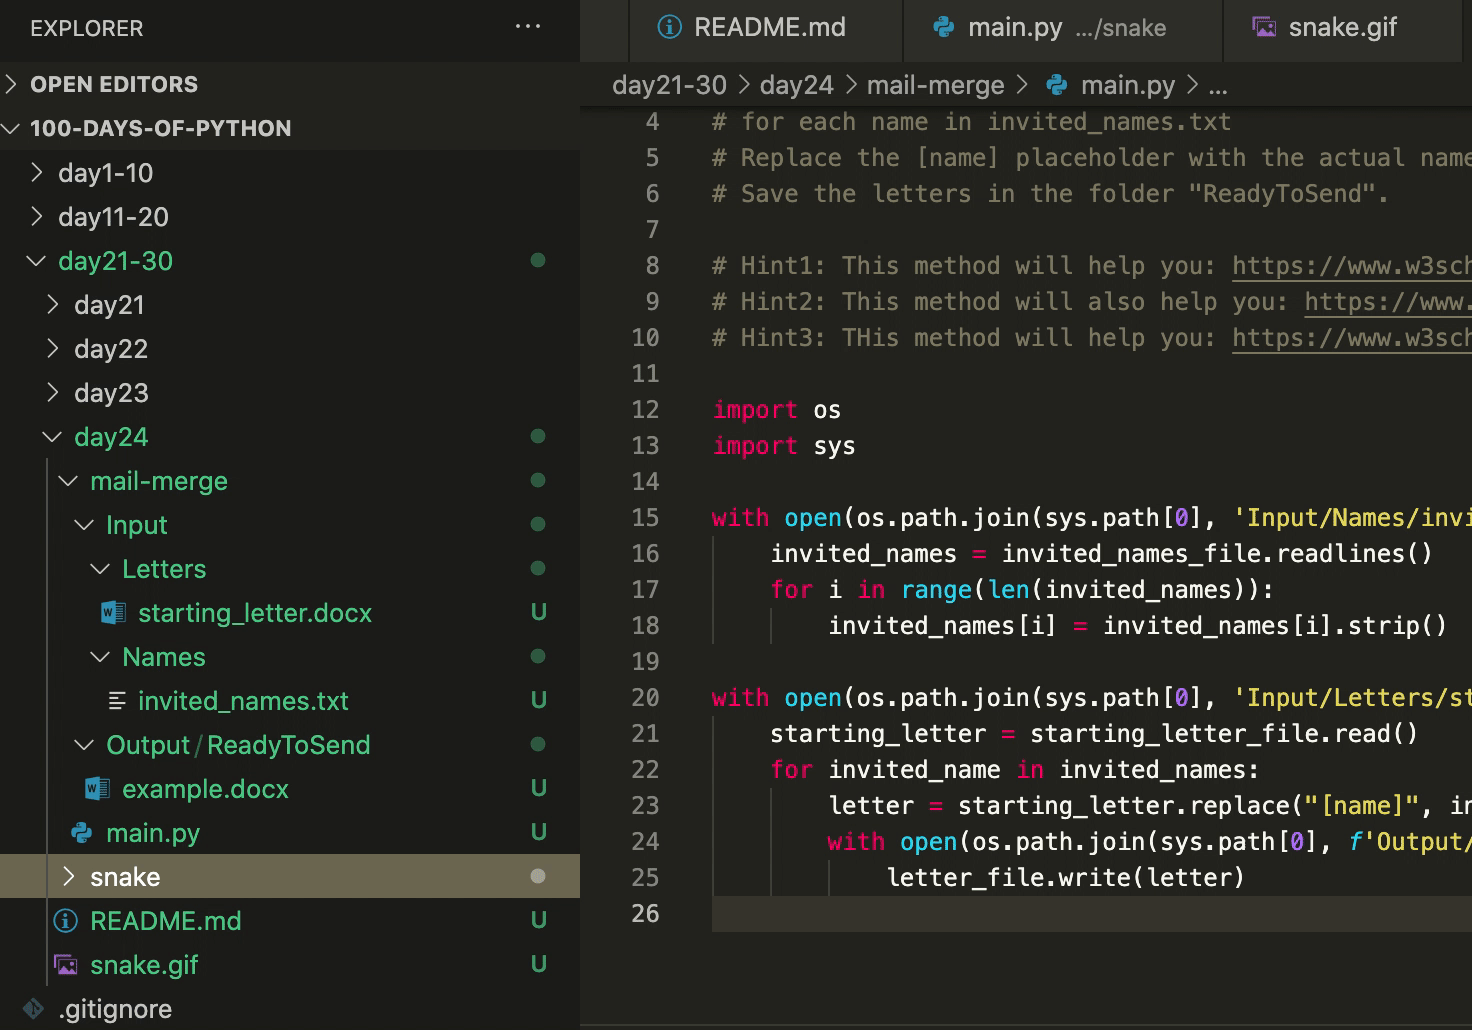 EXPLORER ...
OPEN EDITORS
100-DAYS-OF-PYTHON
day1-10
day11-20
day21-30
day21
day22
day23
day24
mail-merge
Input
Letters
starting_letter.docx U
Names
invited_names.txt U
Output/ReadyToSend
example.docx U
main.py U
snake
README.md U
snake.gif U
.gitignore
README.md main.py .../snake snake.gif
day21-30 > day24 > mail-merge > main.py > ...
4 # for each name in invited_names.txt
5 # Replace the [name] placeholder with the actual name
6 # Save the letters in the folder "ReadyToSend".
7
8 # Hint1: This method will help you: https://www.w3sch
9 # Hint2: This method will also help you: https://www.
10 # Hint3: THis method will help you: https://www.w3sch
11
12 import os
13 import sys
14
15 with open(os.path.join(sys.path[0], 'Input/Names/invi
16 invited_names = invited_names_file.readlines()
17 for i in range(len(invited_names)):
18 invited_names[i] = invited_names[i].strip()
19
20 with open(os.path.join(sys.path[0], 'Input/Letters/st
21 starting_letter = starting_letter_file.read()
22 for invited_name in invited_names:
23 letter = starting_letter.replace("[name]", in
24 with open(os.path.join(sys.path[0], f'Output/
25 letter_file.write(letter)
26